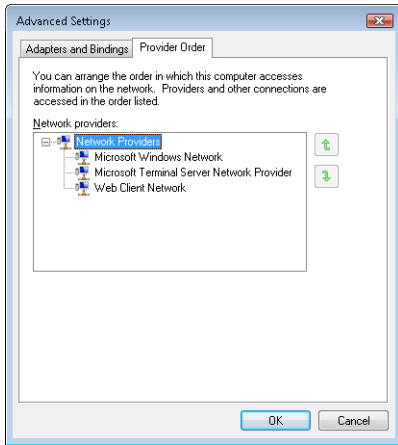 Advanced Settings
Adapters and Bindings
Provider Order
You can arrange the order in which this computer accesses
information on the network. Providers and other connections are
accessed in the order listed.
Network providers:
Network Providers
Microsoft Windows Network
Microsoft Terminal Server Network Provider
Web Client Network
OK
Cancel